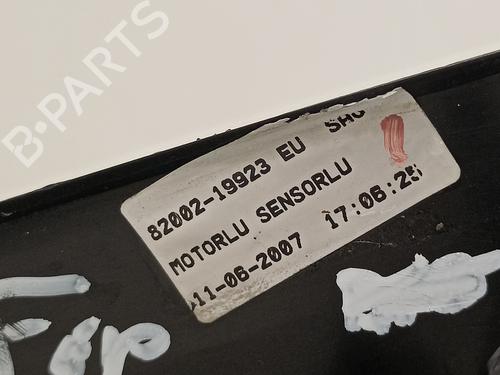 B-PARTS
82002-19923 EU
MOTORLU SENSORLU
11-06-2007 17:06:25